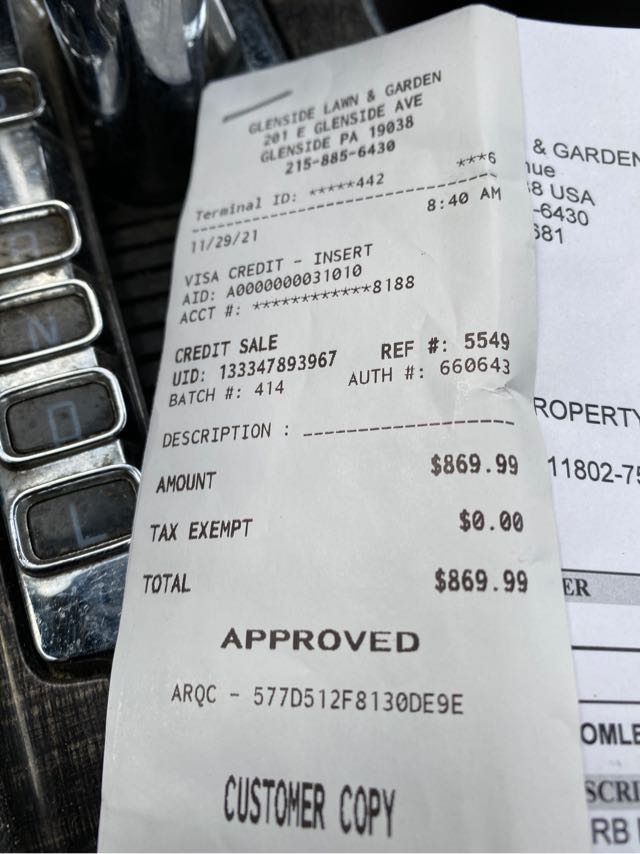 GLENSIDE LAWN & GARDEN
201 E GLENSIDE AVE
GLENSIDE PA 19038
215-885-6430
Terminal ID: *****442 ***6
11/29/21 8:40 AM
VISA CREDIT - INSERT
AID: A0000000031010
ACCT #: ************8188
CREDIT SALE
UID: 133347893967 REF #: 5549
BATCH #: 414 AUTH #: 660643
DESCRIPTION :
AMOUNT $869.99
TAX EXEMPT $0.00
TOTAL $869.99
APPROVED
ARQC - 577D512F8130DE9E
CUSTOMER COPY
& GARDEN
nue
8 USA
-6430
681
ROPERTY
11802-75
ER
OMLE
SCRI
RB
R
N
D
L